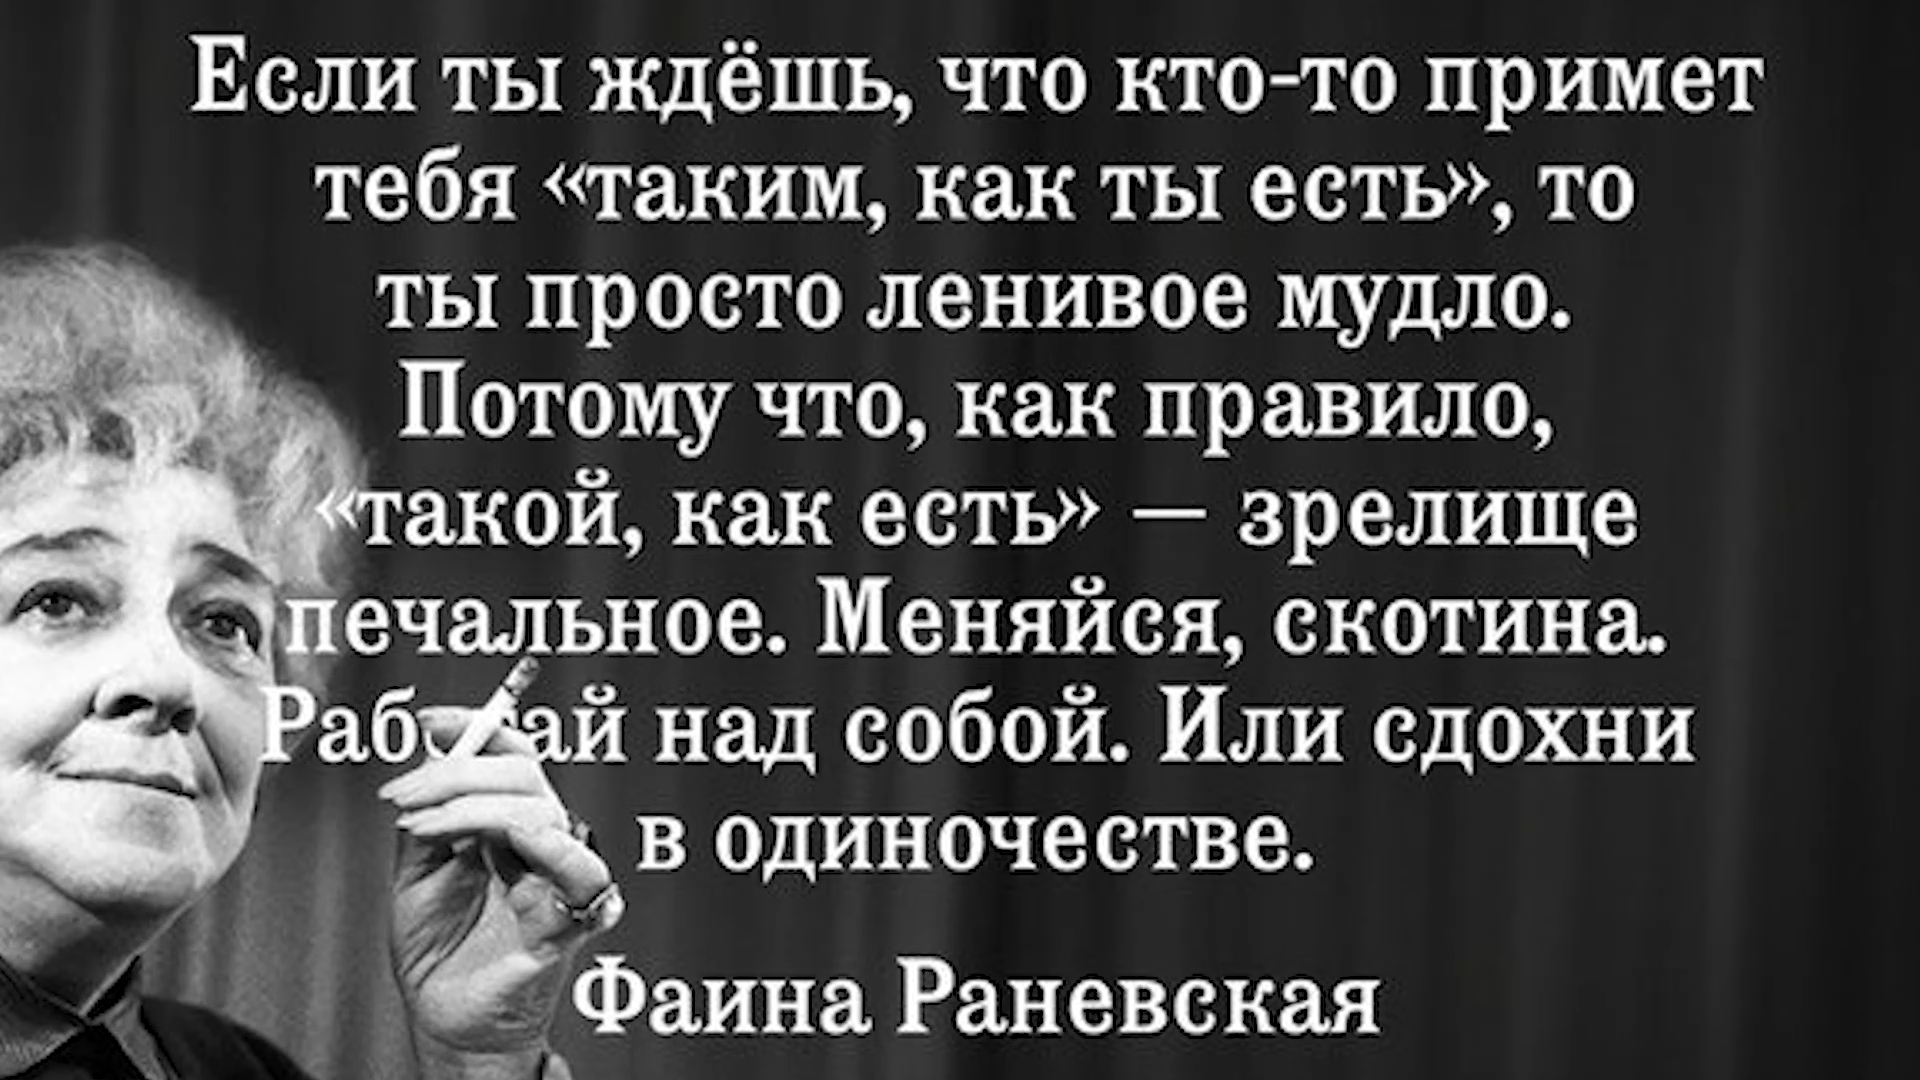 Если ты ждёшь, что кто-то примет
тебя «таким, как ты есть», то
ты просто ленивое мудло.
Потому что, как правило,
«такой, как есть» — зрелище
печальное. Меняйся, скотина.
Работай над собой. Или сдохни
в одиночестве.
Фаина Раневская